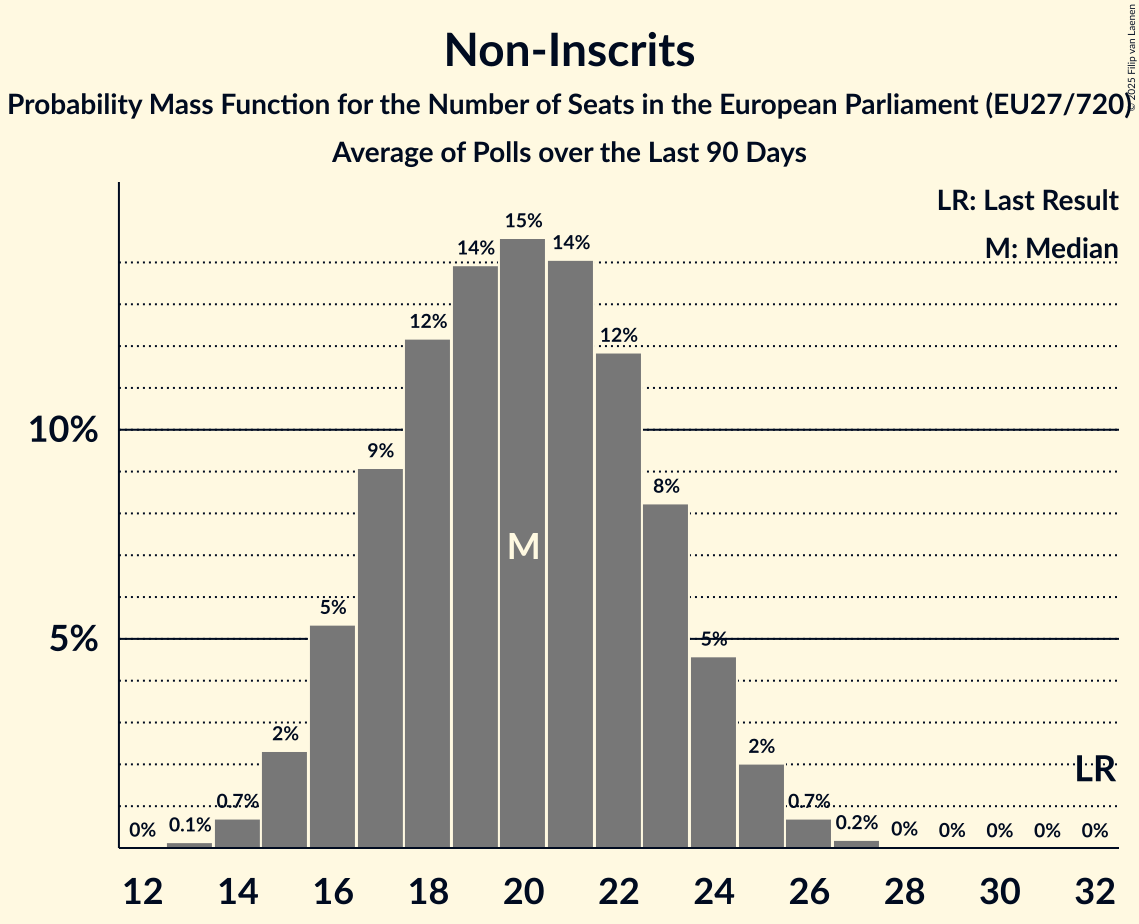 Non-Inscrits
Probability Mass Function for the Number of Seats in the European Parliament (EU27/720)
Average of Polls over the Last 90 Days
© 2025 Filip van Laenen
LR: Last Result
M: Median
10%
5%
0%
0.1%
0.7%
2%
5%
9%
12%
14%
15%
14%
12%
8%
5%
2%
0.7%
0.2%
0%
0%
0%
0%
0%
M
LR
12 14 16 18 20 22 24 26 28 30 32